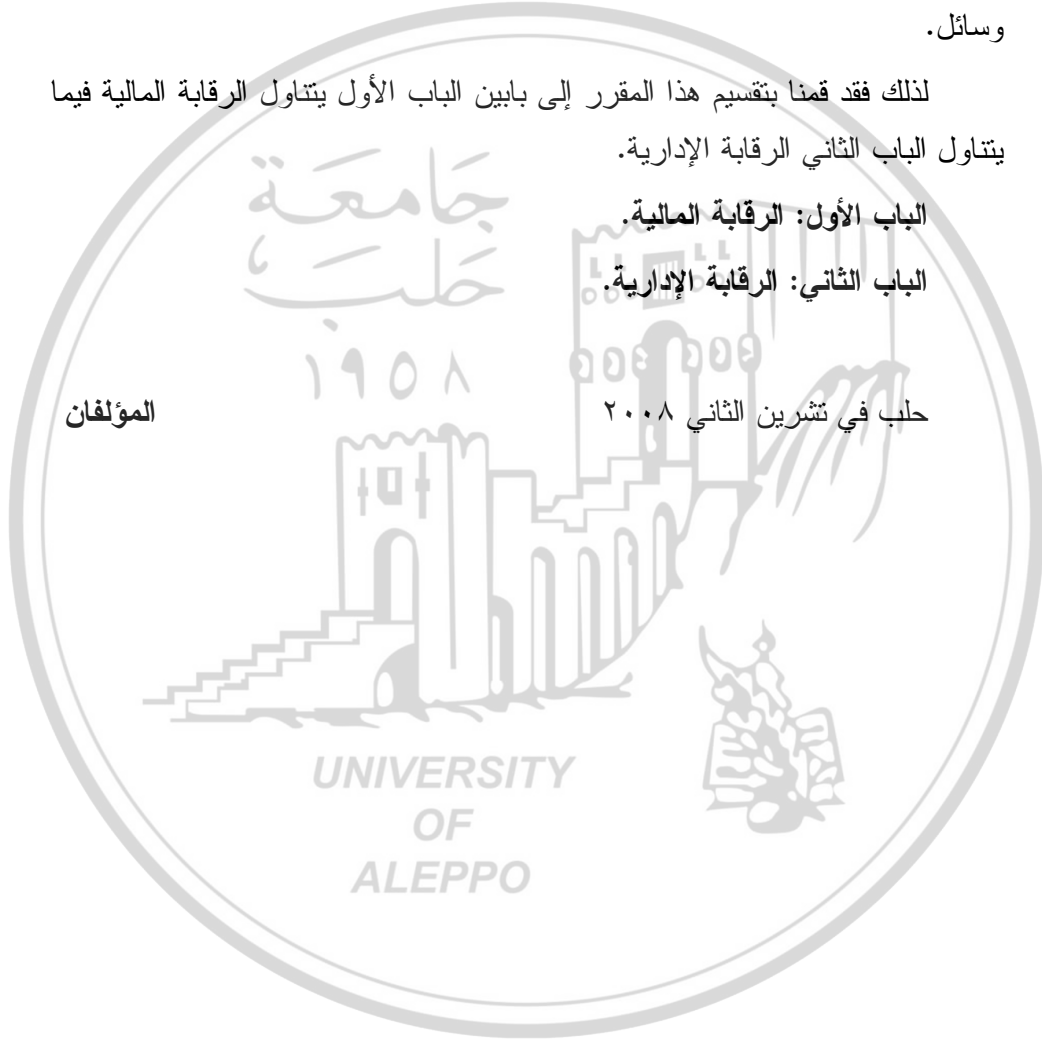 وسائل.
لذلك فقد قمنا بتقسيم هذا المقرر إلى بابين الباب الأول يتناول الرقابة المالية فيما
يتناول الباب الثاني الرقابة الإدارية.
الباب الأول: الرقابة المالية.
الباب الثاني: الرقابة الإدارية.
حلب في تشرين الثاني ٢٠٠٨ المؤلفان
جامعة
حلب
١٩٥٨
UNIVERSITY
OF
ALEPPO